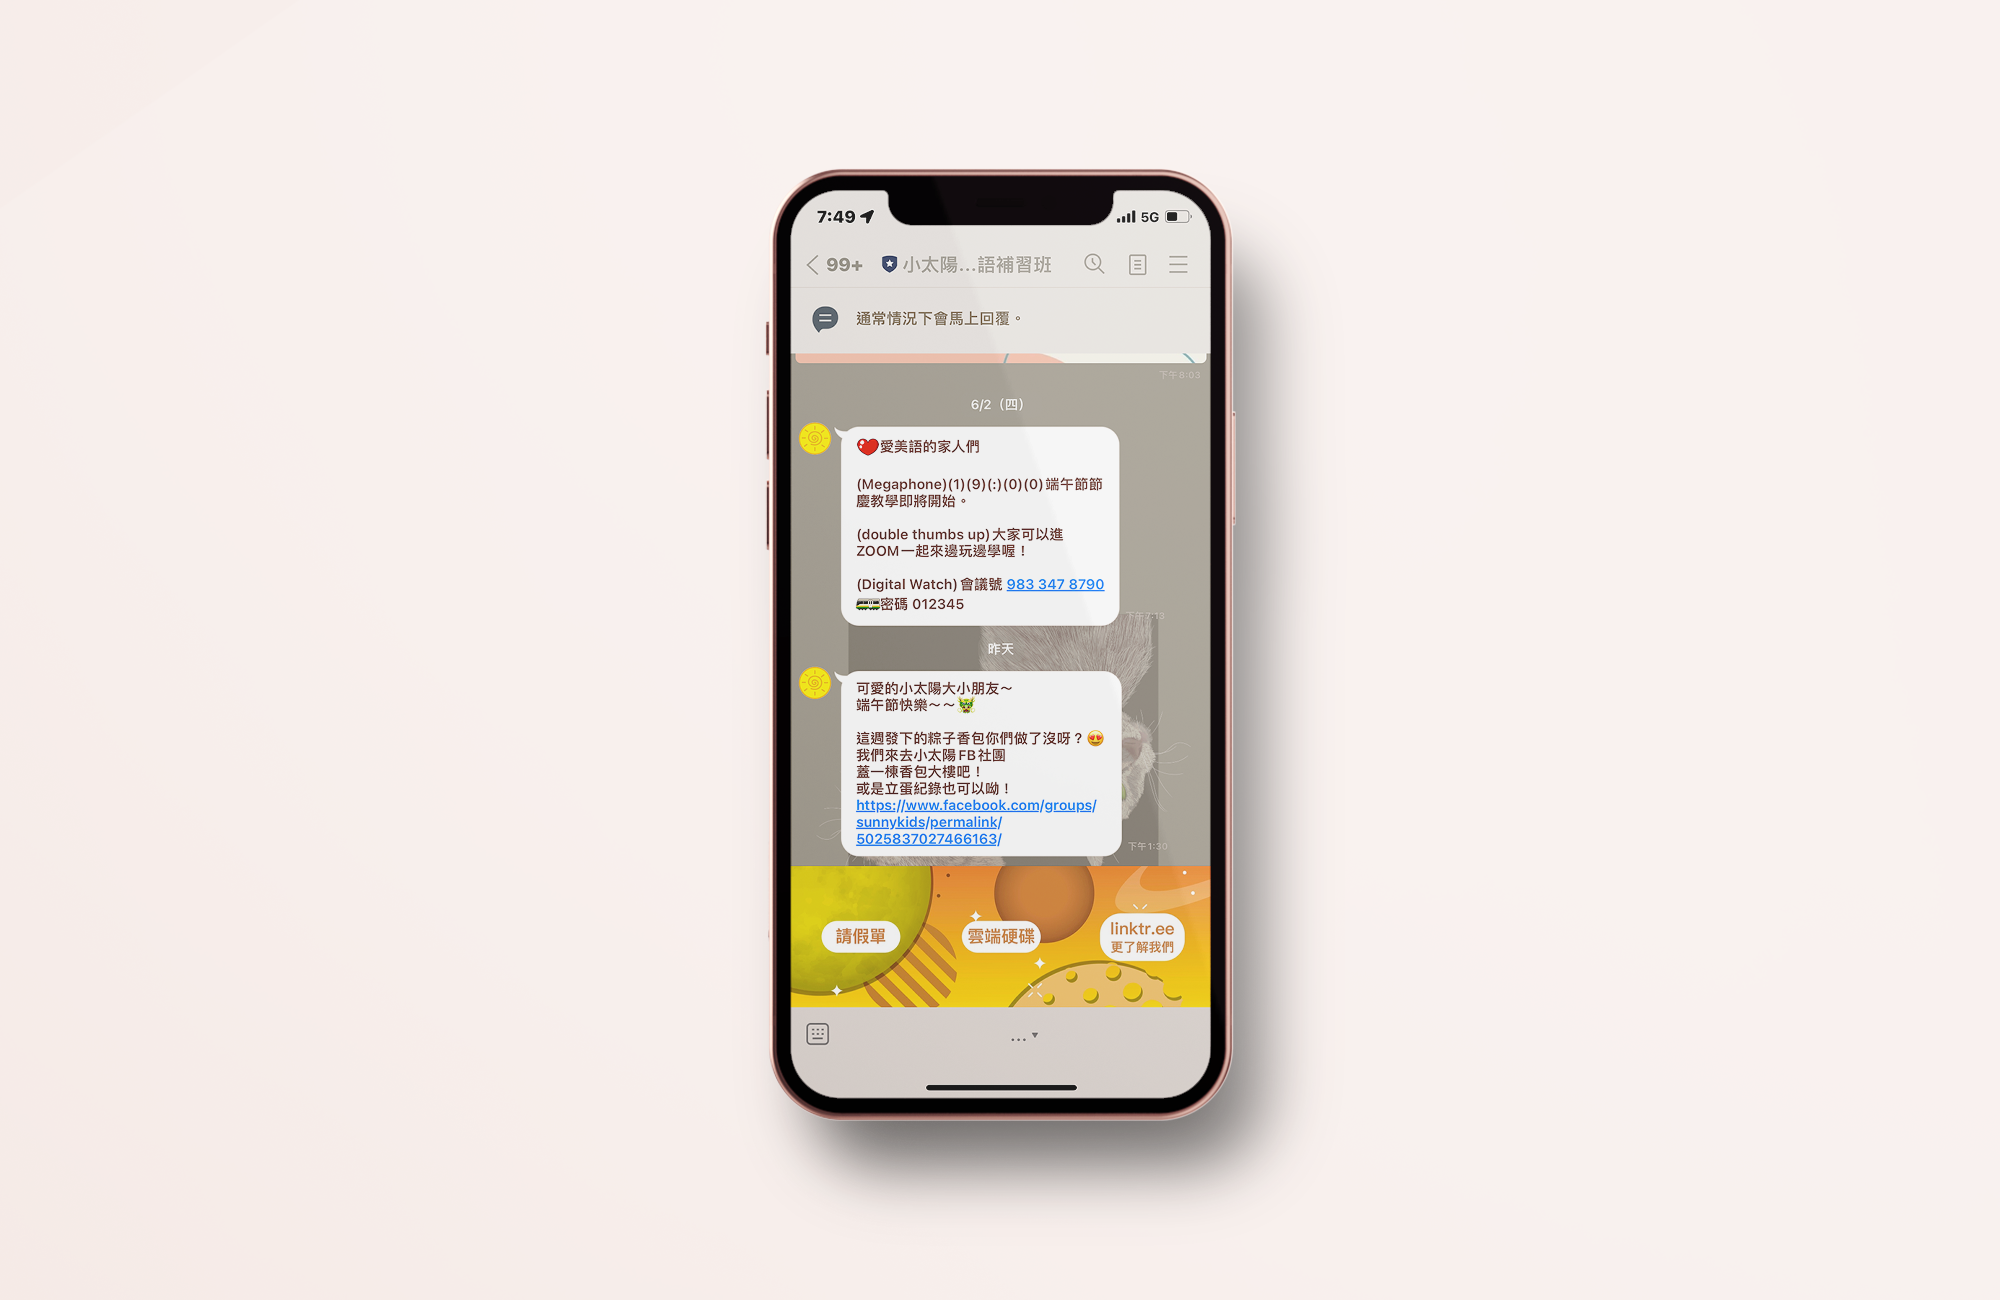 7:49
5G
99+
小太陽...語補習班
通常情況下會馬上回覆。
下午8:03
6/2（四）
愛美語的家人們
(Megaphone)(1)(9)(:)(0)(0)端午節節
慶教學即將開始。
(double thumbs up)大家可以進
ZOOM一起來邊玩邊學喔！
(Digital Watch)會議號 983 347 8790
密碼 012345
昨天
可愛的小太陽大小朋友～
端午節快樂～～
這週發下的粽子香包你們做了沒呀？
我們來去小太陽FB社團
蓋一棟香包大樓吧！
或是立蛋紀錄也可以呦！
https://www.facebook.com/groups/
sunnykids/permalink/
5025837027466163/
下午1:30
請假單
雲端硬碟
linktr.ee
更了解我們
...